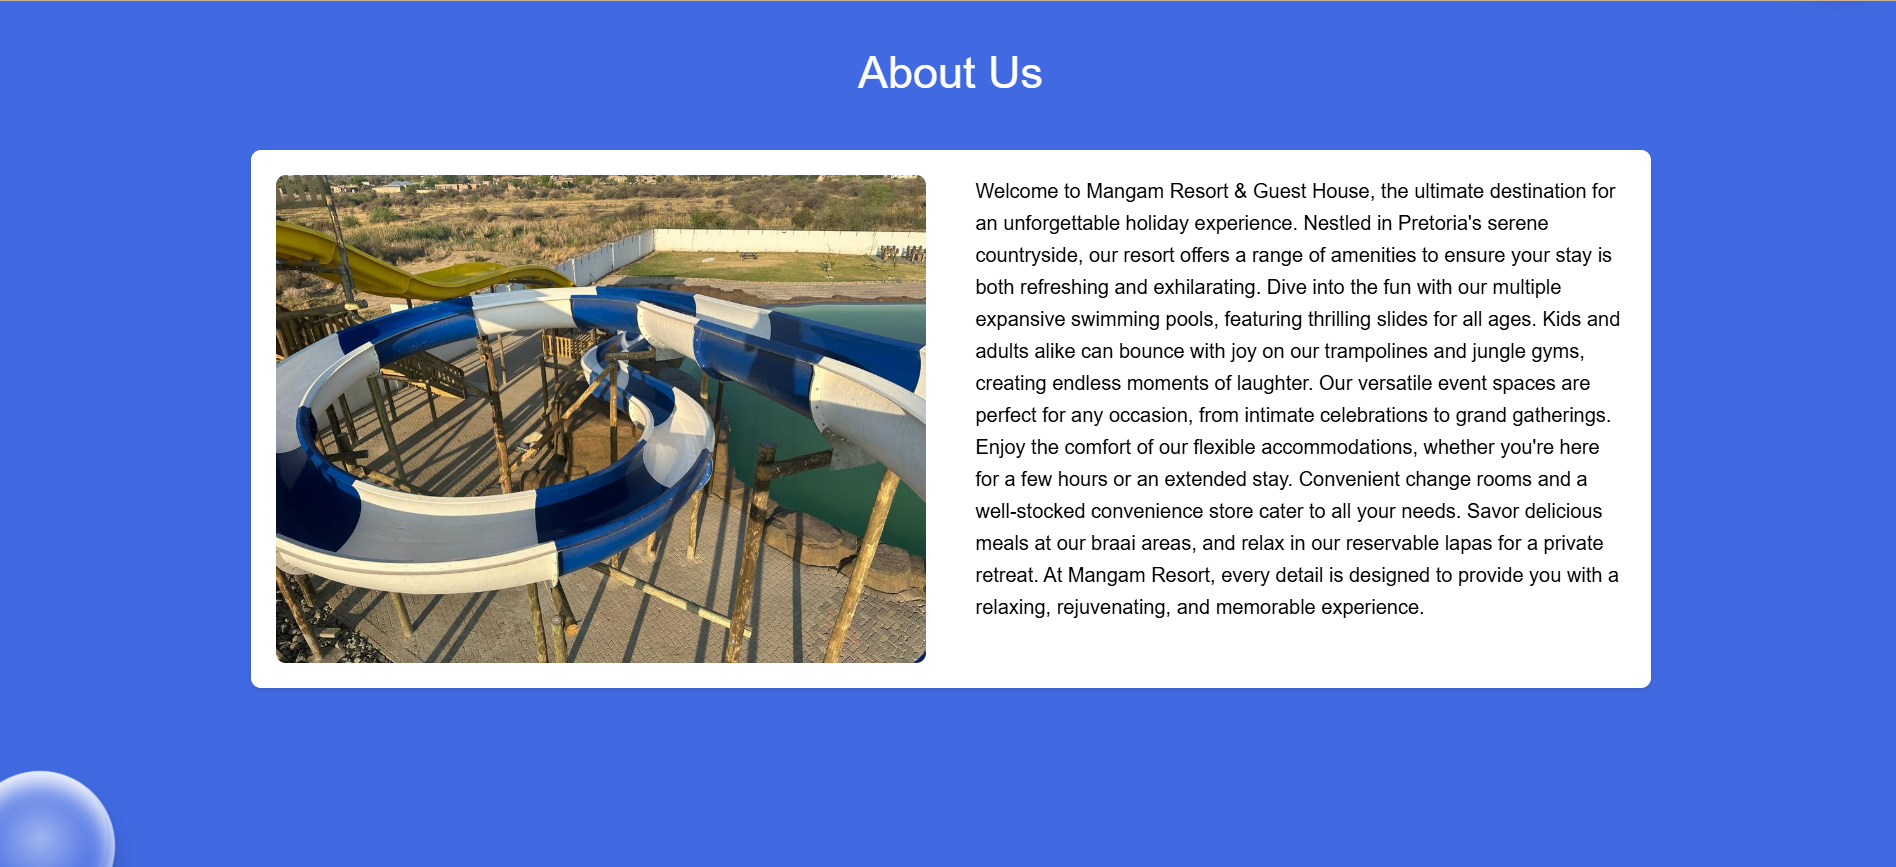 About Us
Welcome to Mangam Resort & Guest House, the ultimate destination for
an unforgettable holiday experience. Nestled in Pretoria's serene
countryside, our resort offers a range of amenities to ensure your stay is
both refreshing and exhilarating. Dive into the fun with our multiple
expansive swimming pools, featuring thrilling slides for all ages. Kids and
adults alike can bounce with joy on our trampolines and jungle gyms,
creating endless moments of laughter. Our versatile event spaces are
perfect for any occasion, from intimate celebrations to grand gatherings.
Enjoy the comfort of our flexible accommodations, whether you're here
for a few hours or an extended stay. Convenient change rooms and a
well-stocked convenience store cater to all your needs. Savor delicious
meals at our braai areas, and relax in our reservable lapas for a private
retreat. At Mangam Resort, every detail is designed to provide you with a
relaxing, rejuvenating, and memorable experience.